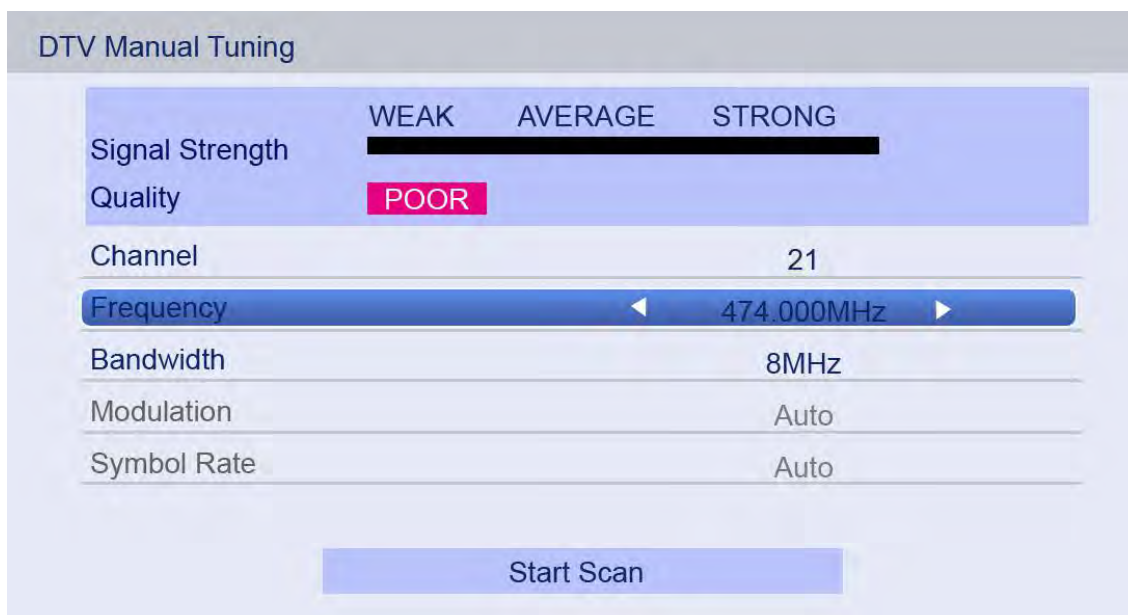 DTV Manual Tuning
WEAK AVERAGE STRONG
Signal Strength
Quality POOR
Channel 21
Frequency 474.000MHz
Bandwidth 8MHz
Modulation Auto
Symbol Rate Auto
Start Scan